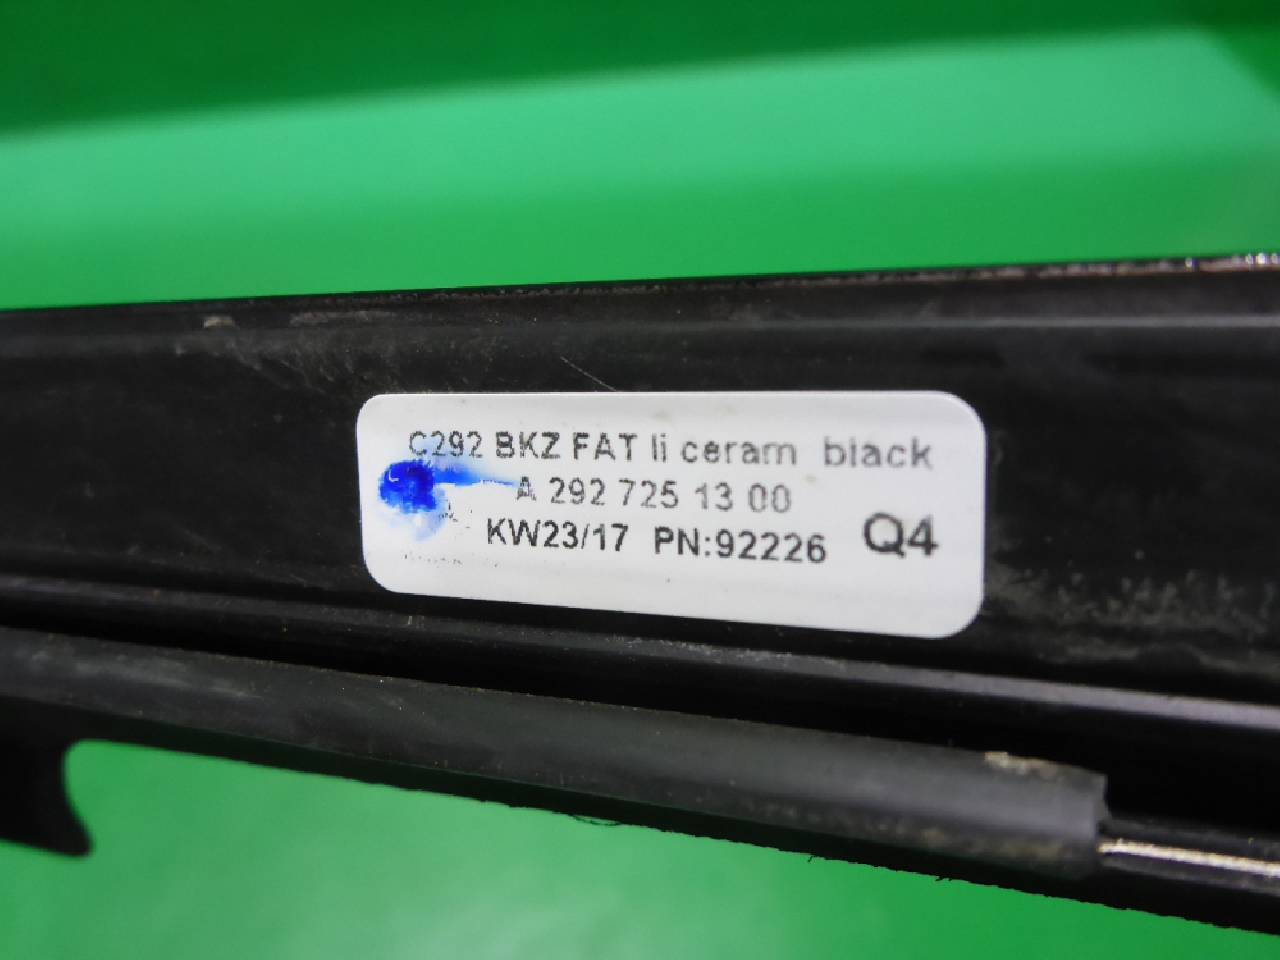 C292 BKZ FAT li ceram black
A 292 725 13 00
KW23/17 PN:92226 Q4